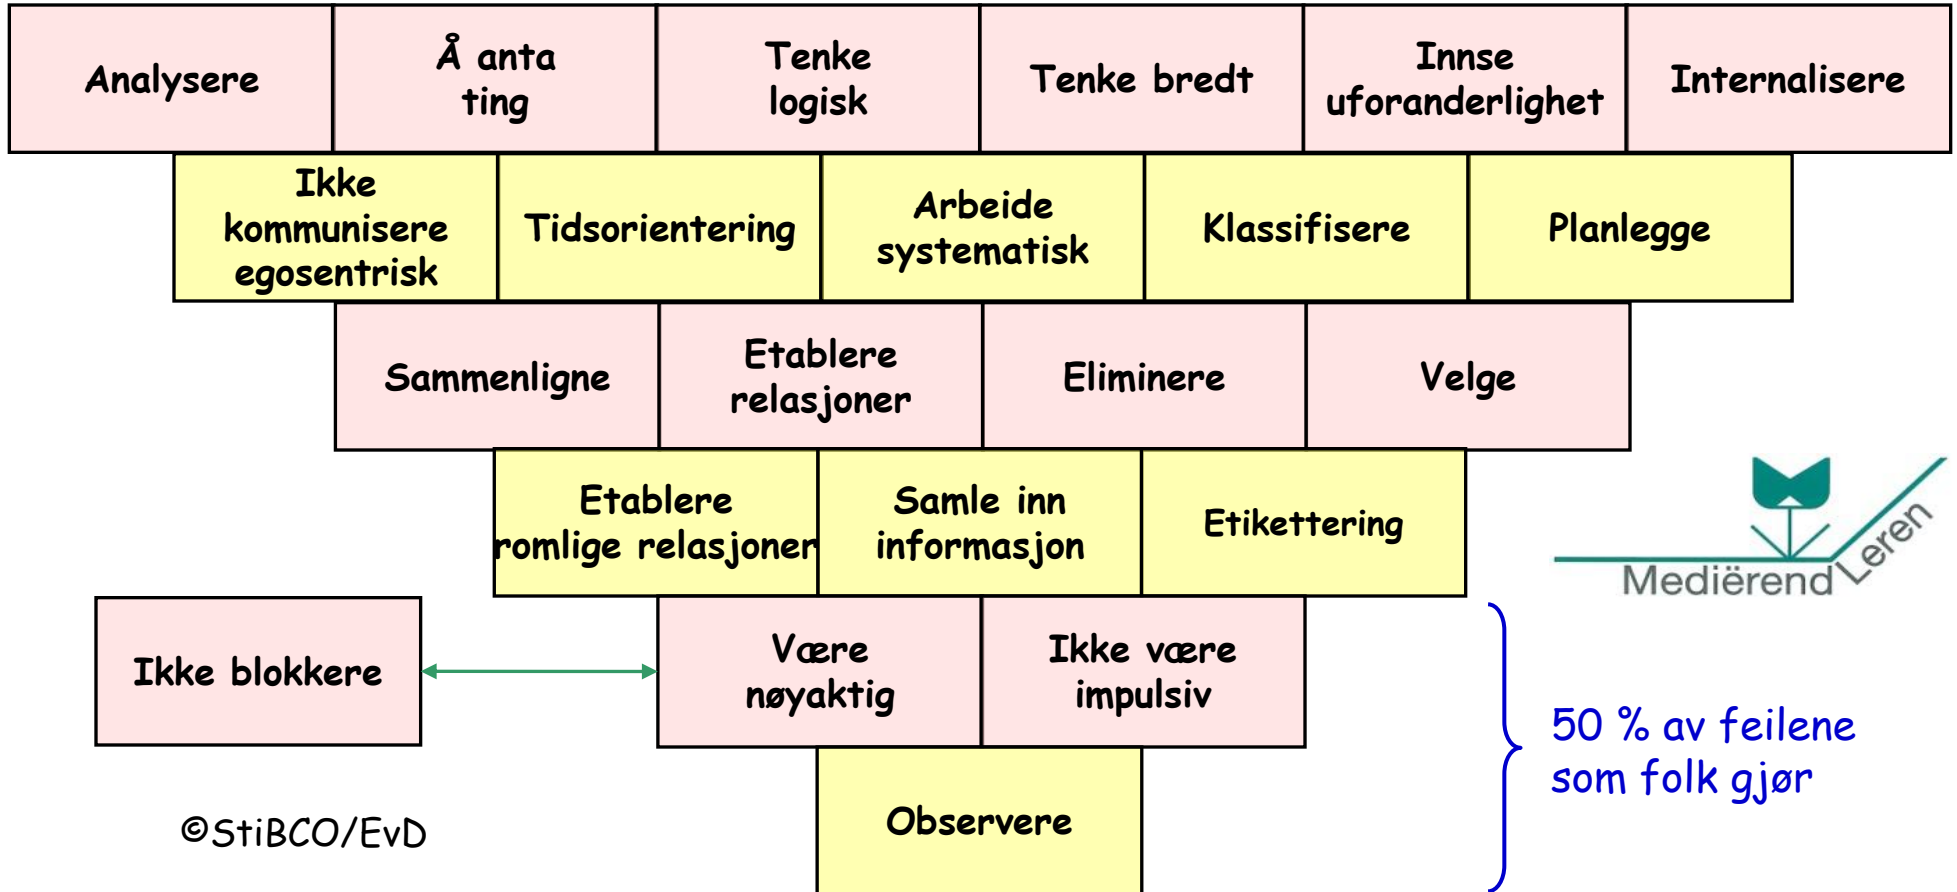 Analysere
Å anta
ting
Tenke
logisk
Tenke bredt
Innse
uforanderlighet
Internalisere
Ikke
kommunisere
egosentrisk
Tidsorientering
Arbeide
systematisk
Klassifisere
Planlegge
Sammenligne
Etablere
relasjoner
Eliminere
Velge
Etablere
romlige relasjoner
Samle inn
informasjon
Etikettering
Mediërend Leren
Ikke blokkere
Være
nøyaktig
Ikke være
impulsiv
50 % av feilene
som folk gjør
Observere
©StiBCO/EvD